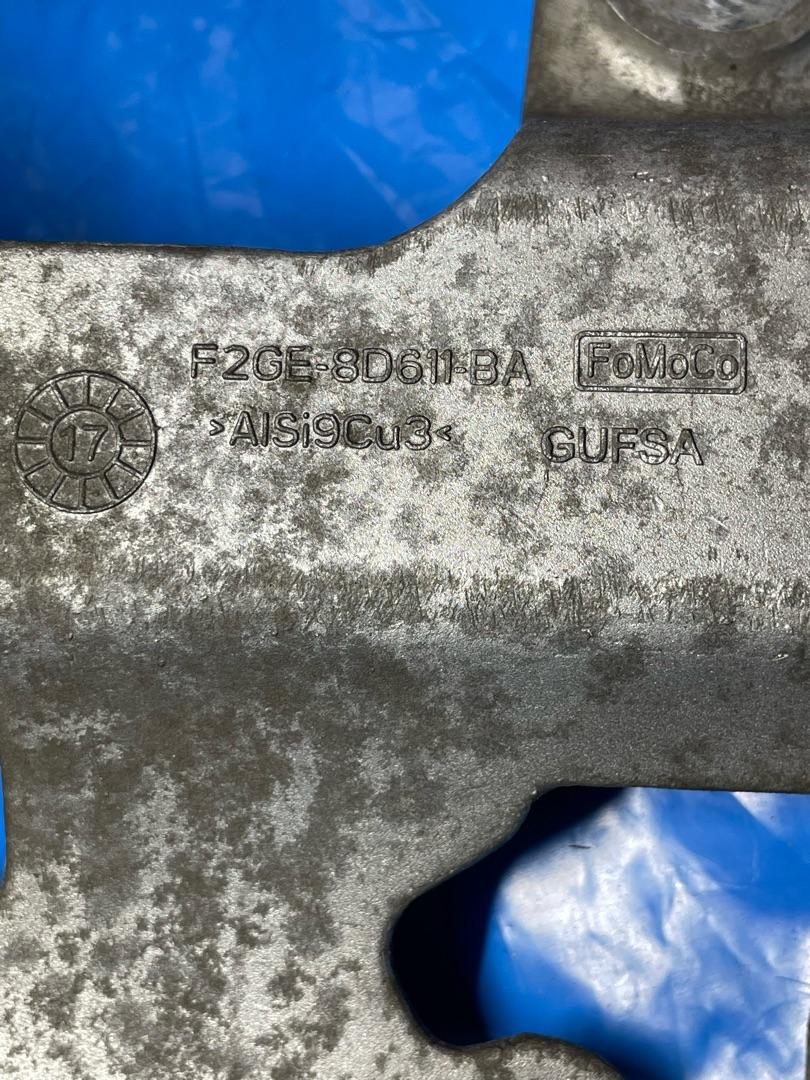 F2GE-8D611-BA FoMoCo
17 >AlSi9Cu3< GUFSA